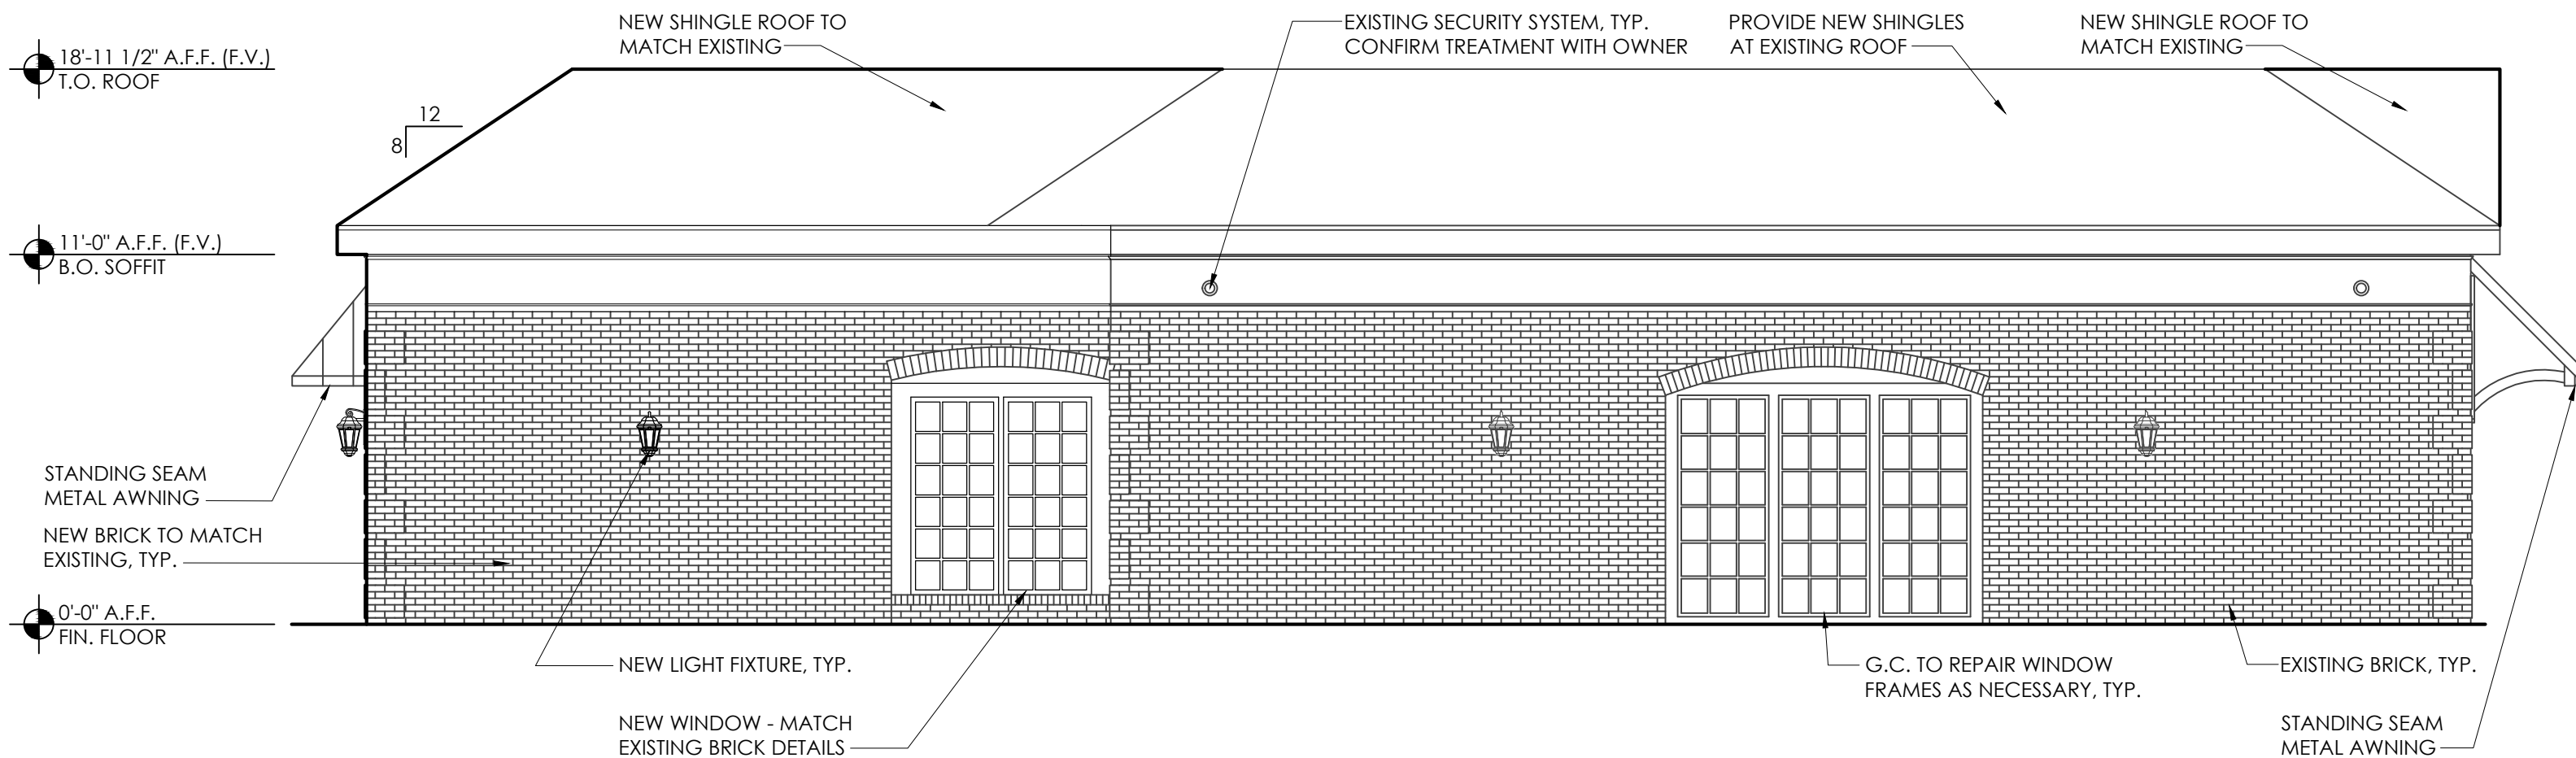 NEW SHINGLE ROOF TO
MATCH EXISTING
EXISTING SECURITY SYSTEM, TYP.
CONFIRM TREATMENT WITH OWNER
PROVIDE NEW SHINGLES
AT EXISTING ROOF
NEW SHINGLE ROOF TO
MATCH EXISTING
18'-11 1/2" A.F.F. (F.V.)
T.O. ROOF
12
8
11'-0" A.F.F. (F.V.)
B.O. SOFFIT
STANDING SEAM
METAL AWNING
NEW BRICK TO MATCH
EXISTING, TYP.
0'-0" A.F.F.
FIN. FLOOR
NEW LIGHT FIXTURE, TYP.
NEW WINDOW - MATCH
EXISTING BRICK DETAILS
G.C. TO REPAIR WINDOW
FRAMES AS NECESSARY, TYP.
EXISTING BRICK, TYP.
STANDING SEAM
METAL AWNING